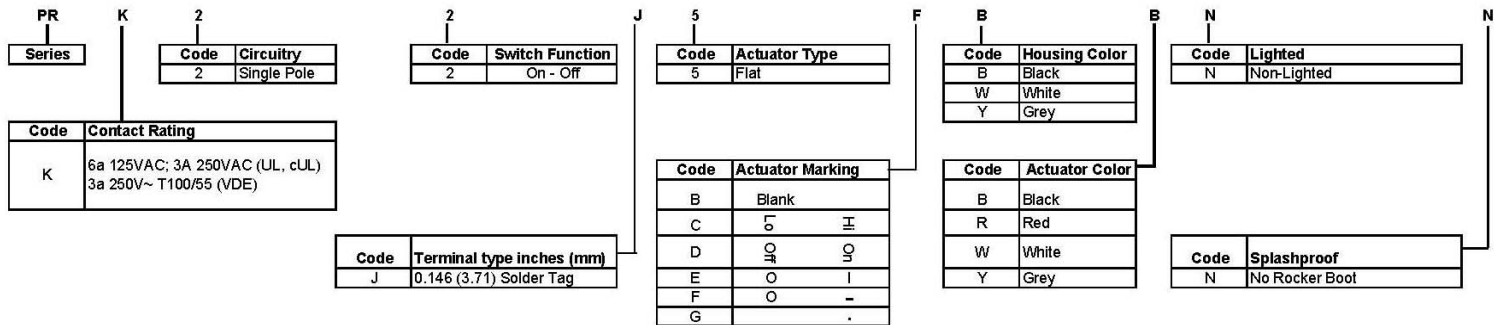 PR K 2 2 J 5 F B B N N
Series
Code Circuitry
2 Single Pole
Code Switch Function
2 On - Off
Code Actuator Type
5 Flat
Code Housing Color
B Black
W White
Y Grey
Code Lighted
N Non-Lighted
Code Contact Rating
K 6a 125VAC; 3A 250VAC (UL, cUL)
3a 250V~ T100/55 (VDE)
Code Terminal type inches (mm)
J 0.146 (3.71) Solder Tag
Code Actuator Marking
B Blank
C Lo Hi
D Off On
E O I
F O –
G .
Code Actuator Color
B Black
R Red
W White
Y Grey
Code Splashproof
N No Rocker Boot